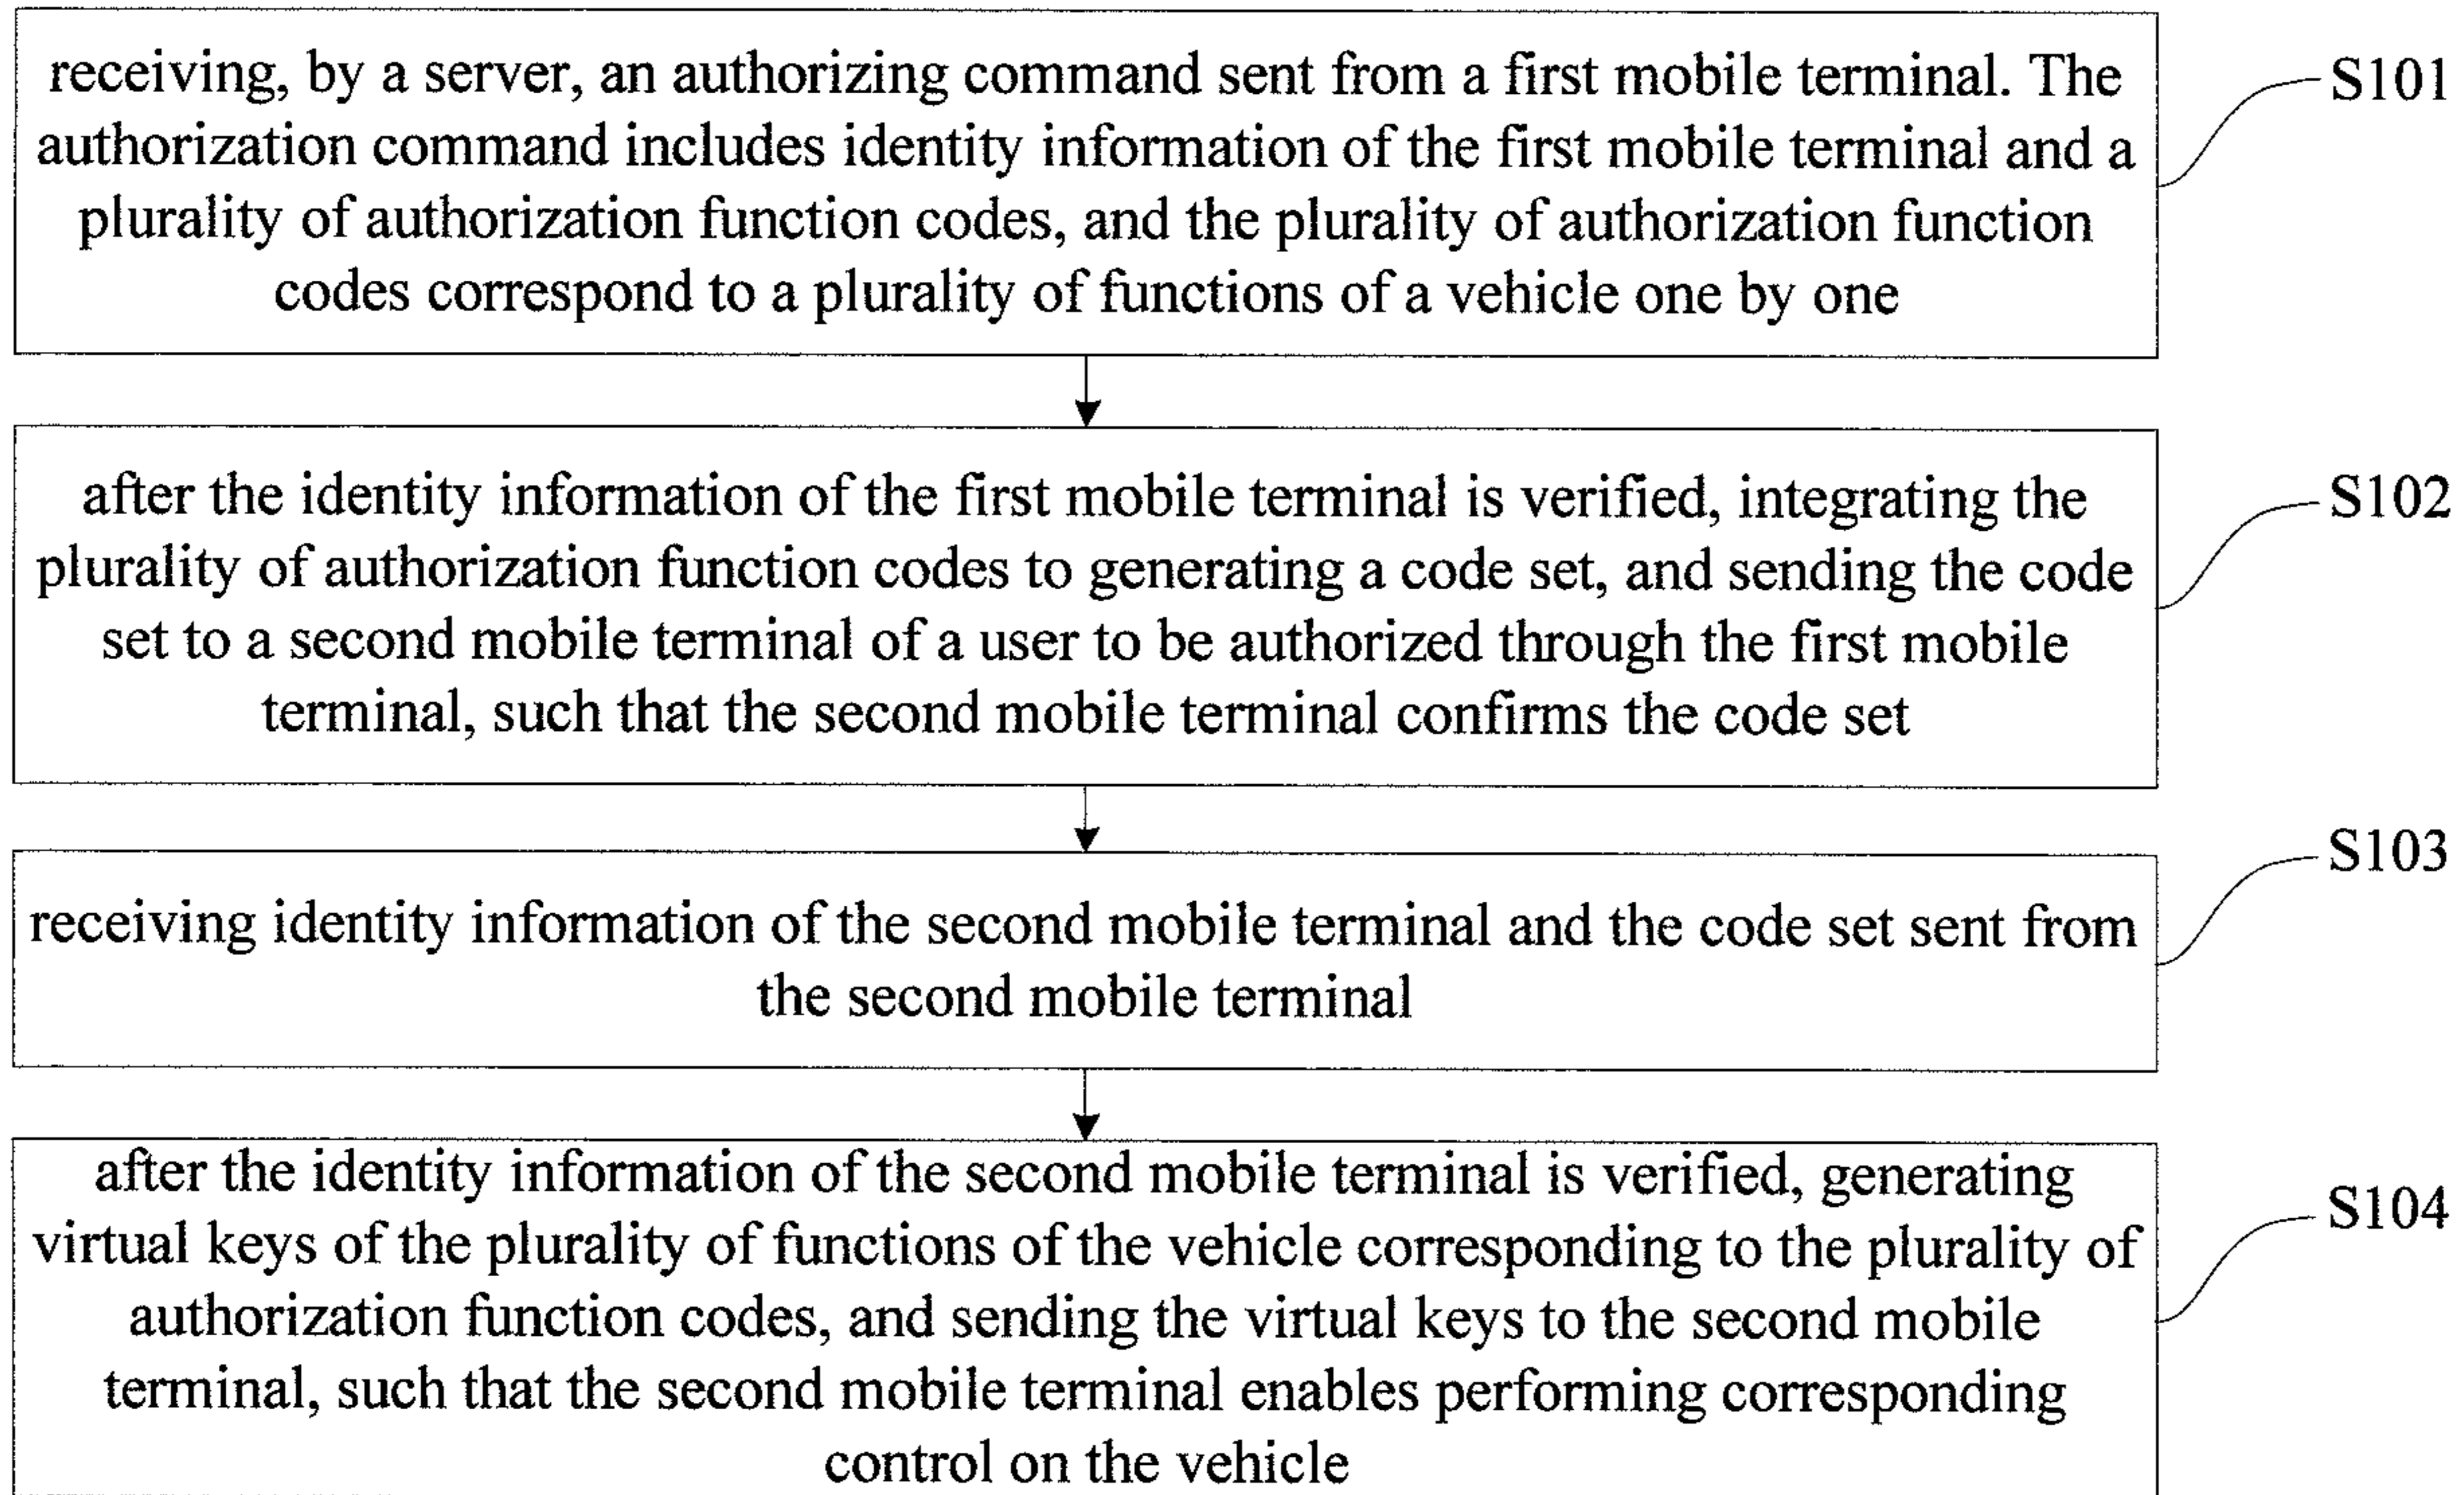 receiving, by a server, an authorizing command sent from a first mobile terminal. The
authorization command includes identity information of the first mobile terminal and a
plurality of authorization function codes, and the plurality of authorization function
codes correspond to a plurality of functions of a vehicle one by one
S101
after the identity information of the first mobile terminal is verified, integrating the
plurality of authorization function codes to generating a code set, and sending the code
set to a second mobile terminal of a user to be authorized through the first mobile
terminal, such that the second mobile terminal confirms the code set
S102
receiving identity information of the second mobile terminal and the code set sent from
the second mobile terminal
S103
after the identity information of the second mobile terminal is verified, generating
virtual keys of the plurality of functions of the vehicle corresponding to the plurality of
authorization function codes, and sending the virtual keys to the second mobile
terminal, such that the second mobile terminal enables performing corresponding
control on the vehicle
S104